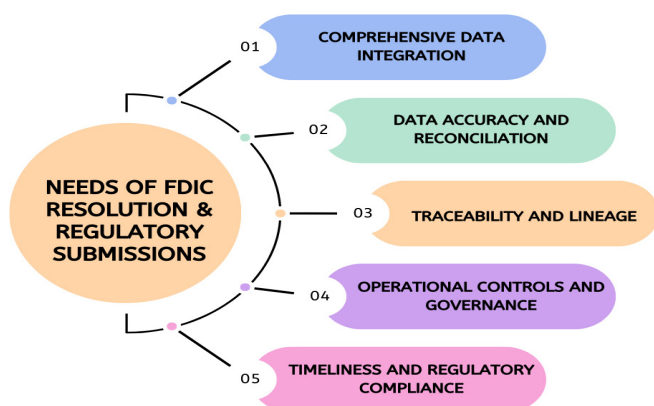 NEEDS OF FDIC
RESOLUTION &
REGULATORY
SUBMISSIONS
01
COMPREHENSIVE DATA
INTEGRATION
02
DATA ACCURACY AND
RECONCILIATION
03
TRACEABILITY AND LINEAGE
04
OPERATIONAL CONTROLS AND
GOVERNANCE
05
TIMELINESS AND REGULATORY
COMPLIANCE